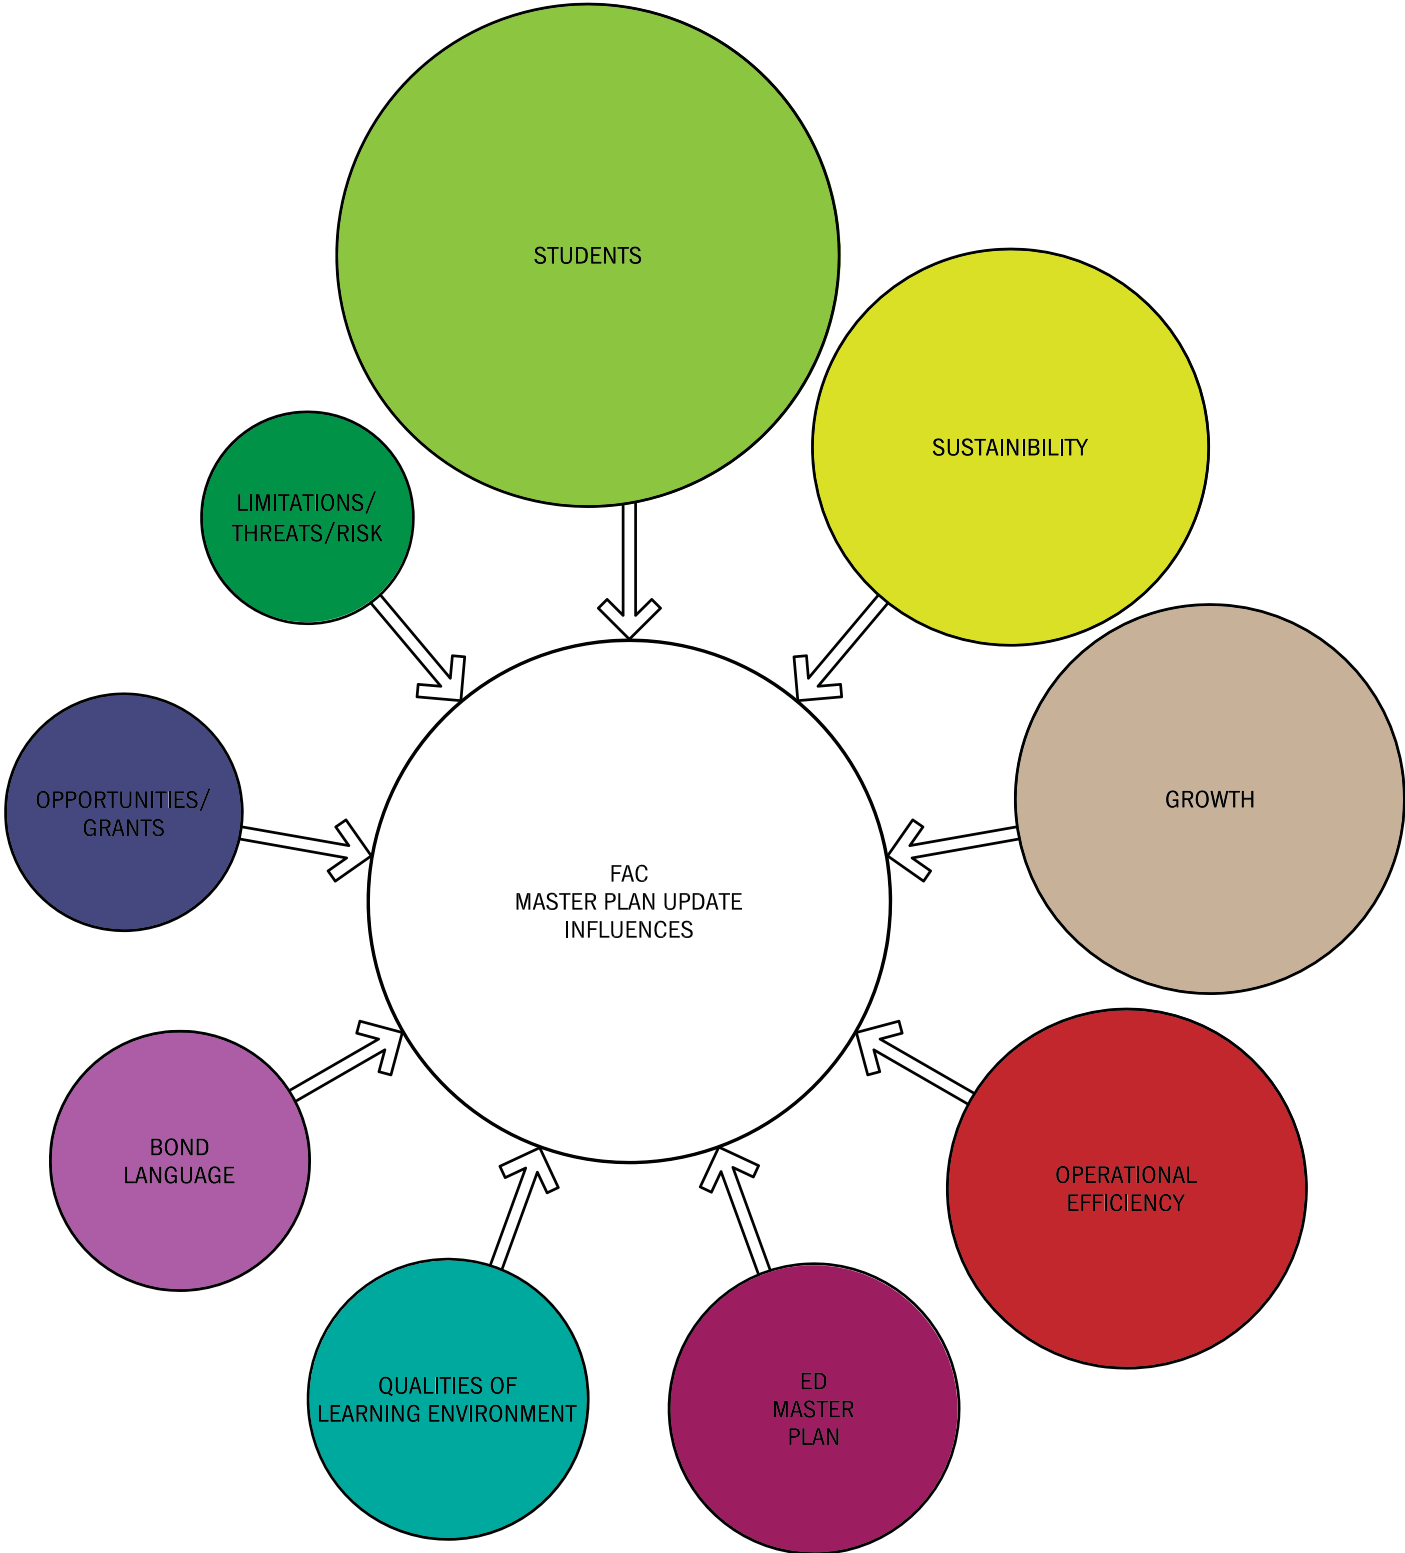 STUDENTS
SUSTAINIBILITY
LIMITATIONS/
THREATS/RISK
OPPORTUNITIES/
GRANTS
GROWTH
FAC
MASTER PLAN UPDATE
INFLUENCES
BOND
LANGUAGE
OPERATIONAL
EFFICIENCY
QUALITIES OF
LEARNING ENVIRONMENT
ED
MASTER
PLAN